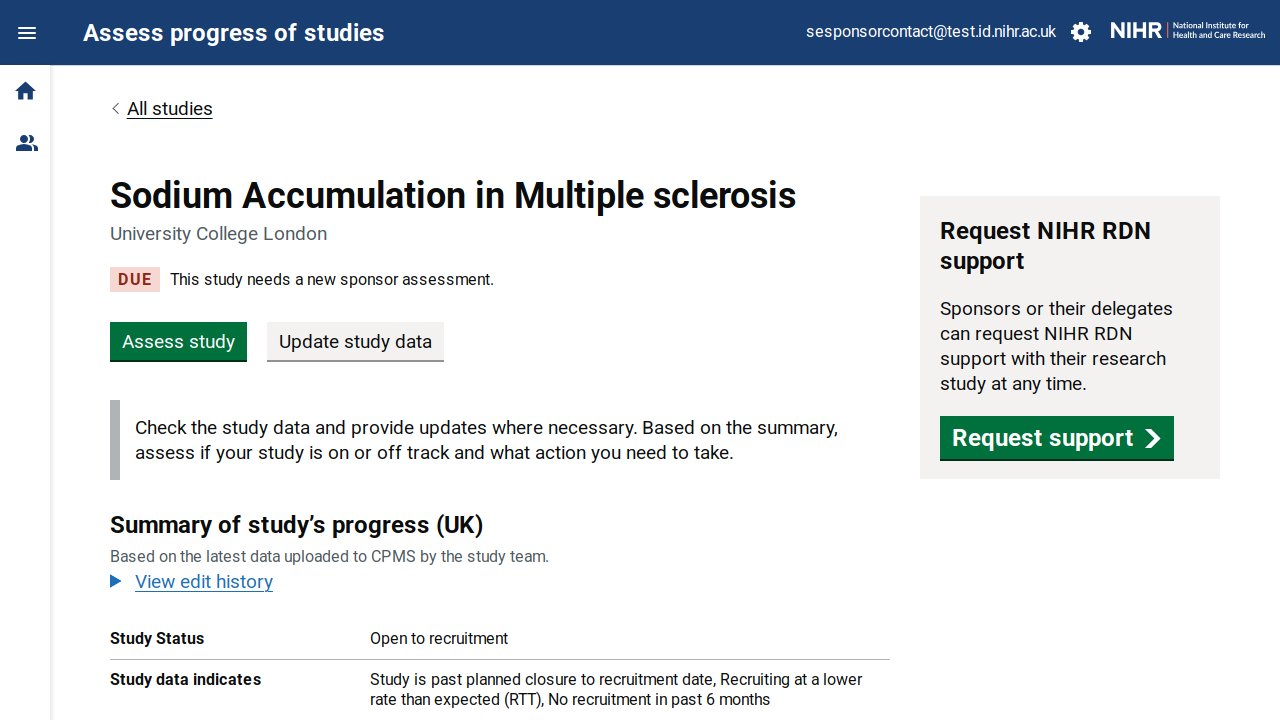 Assess progress of studies
sesponsorcontact@test.id.nihr.ac.uk
NIHR
National Institute for
Health and Care Research
All studies
Sodium Accumulation in Multiple sclerosis
University College London
DUE This study needs a new sponsor assessment.
Assess study Update study data
Check the study data and provide updates where necessary. Based on the summary,
assess if your study is on or off track and what action you need to take.
Summary of study’s progress (UK)
Based on the latest data uploaded to CPMS by the study team.
View edit history
Study Status Open to recruitment
Study data indicates Study is past planned closure to recruitment date, Recruiting at a lower
rate than expected (RTT), No recruitment in past 6 months
Request NIHR RDN
support
Sponsors or their delegates
can request NIHR RDN
support with their research
study at any time.
Request support